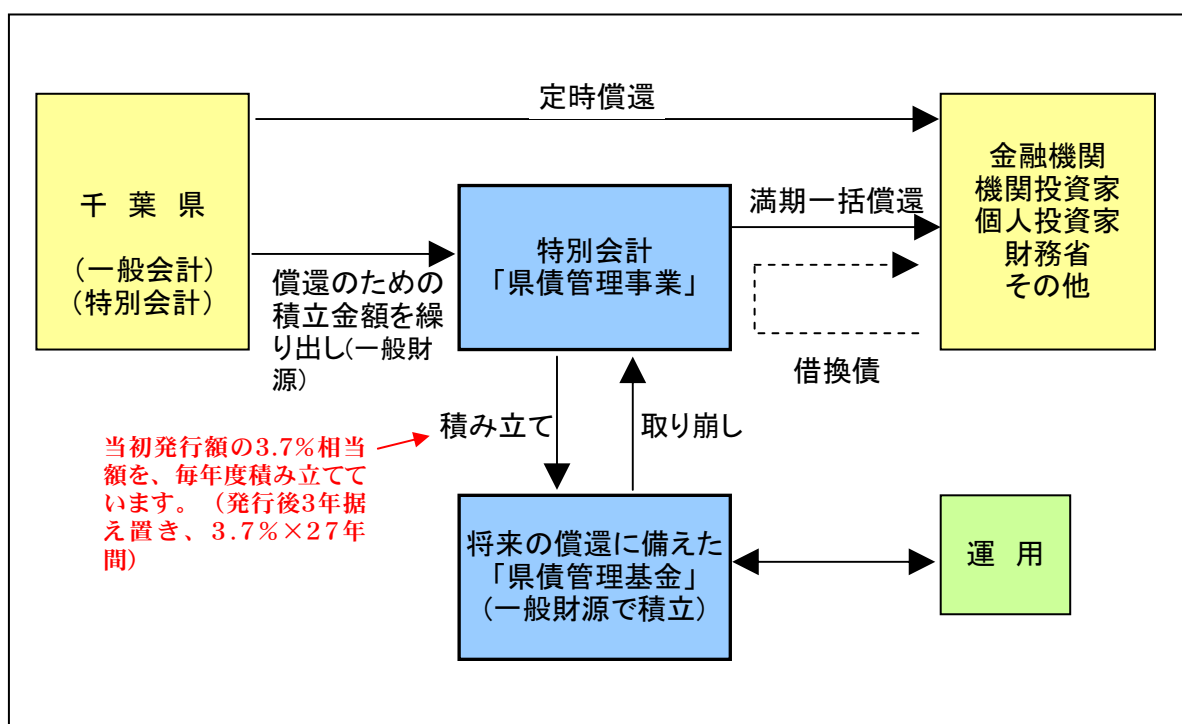 定時償還
千 葉 県
(一般会計)
(特別会計)
償還のための
積立金額を繰
り出し(一般財
源)
特別会計
「県債管理事業」
満期一括償還
金融機関
機関投資家
個人投資家
財務省
その他
借換債
積み立て
取り崩し
当初発行額の3.7%相当
額を、毎年度積み立てて
います。（発行後3年据
え置き、3.7%×27年
間)
将来の償還に備えた
「県債管理基金」
(一般財源で積立)
運 用